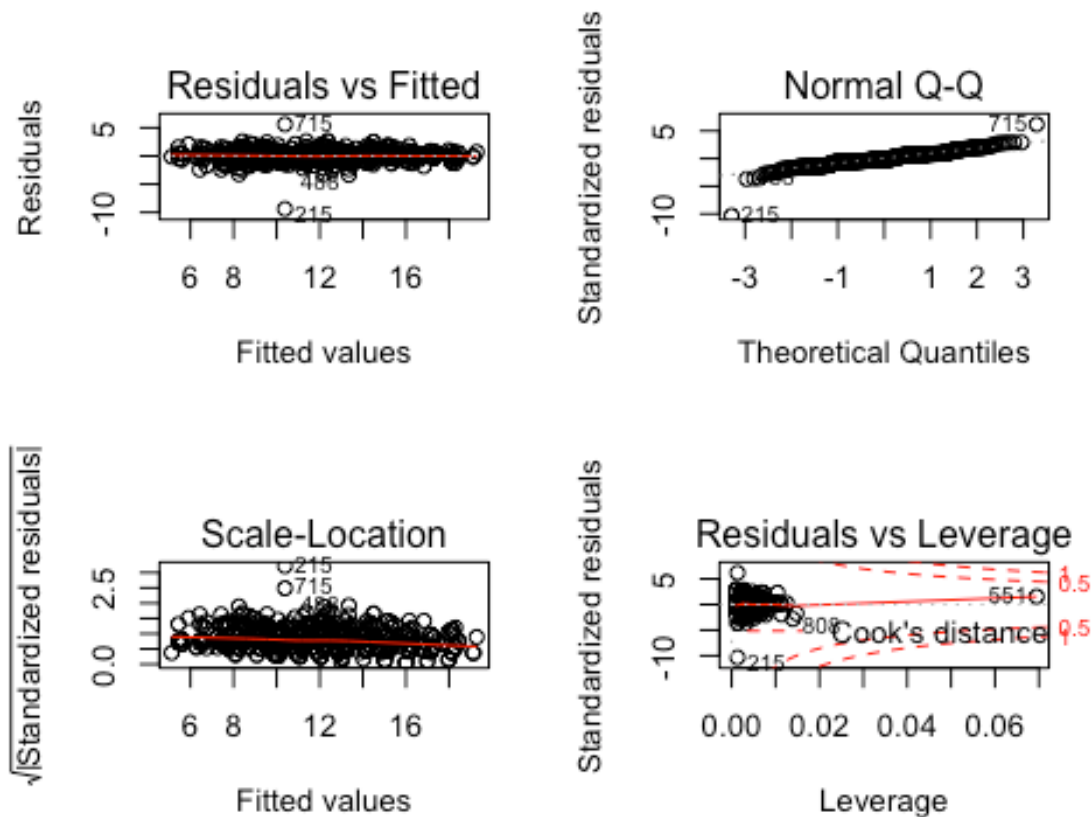 Residuals vs Fitted
Residuals
5
-10
715
488
215
6 8 12 16
Fitted values
Normal Q-Q
Standardized residuals
5
-10
715
215
-3 -1 1 2 3
Theoretical Quantiles
Scale-Location
√|Standardized residuals|
2.5
0.0
215
715
488
6 8 12 16
Fitted values
Residuals vs Leverage
Standardized residuals
5
-10
1
0.5
551
808
Cook's distance
0.5
1
215
0.00 0.02 0.04 0.06
Leverage